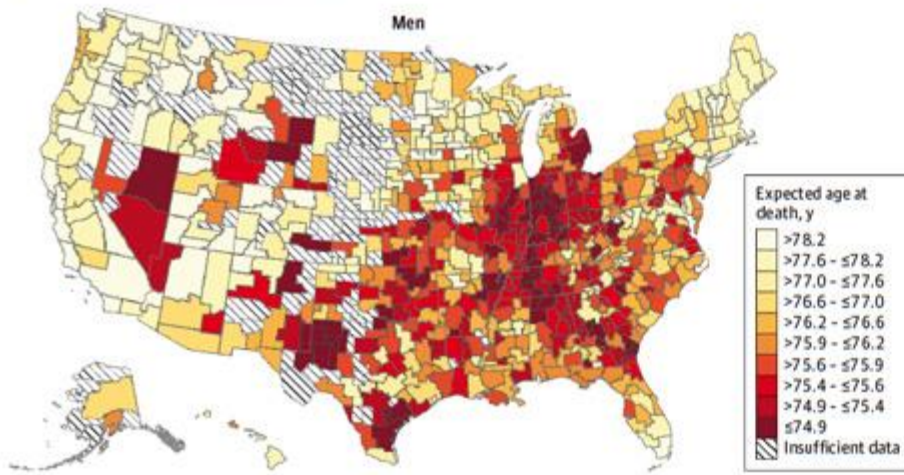 Men
Expected age at
death, y
>78.2
>77.6 - ≤78.2
>77.0 - ≤77.6
>76.6 - ≤77.0
>76.2 - ≤76.6
>75.9 - ≤76.2
>75.6 - ≤75.9
>75.4 - ≤75.6
>74.9 - ≤75.4
≤74.9
Insufficient data